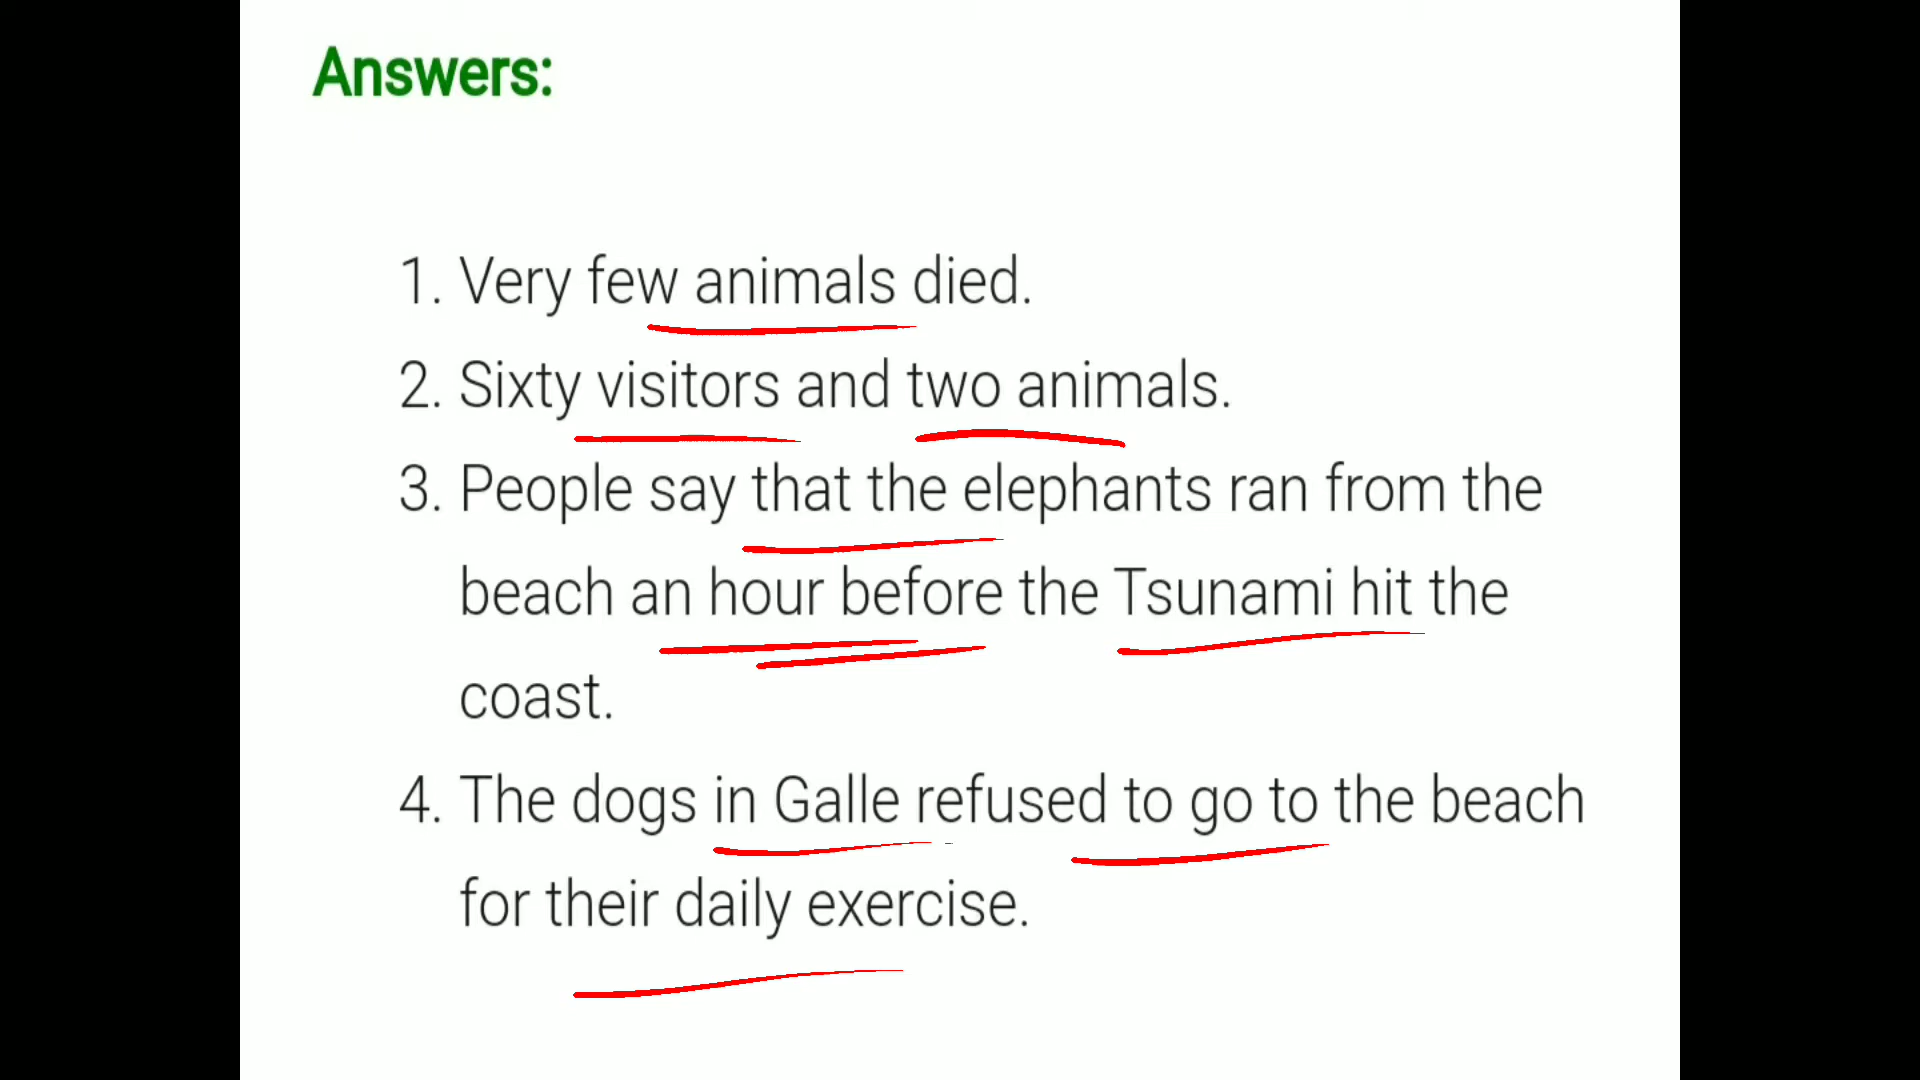 Answers:
1. Very few animals died.
2. Sixty visitors and two animals.
3. People say that the elephants ran from the
beach an hour before the Tsunami hit the
coast.
4. The dogs in Galle refused to go to the beach
for their daily exercise.